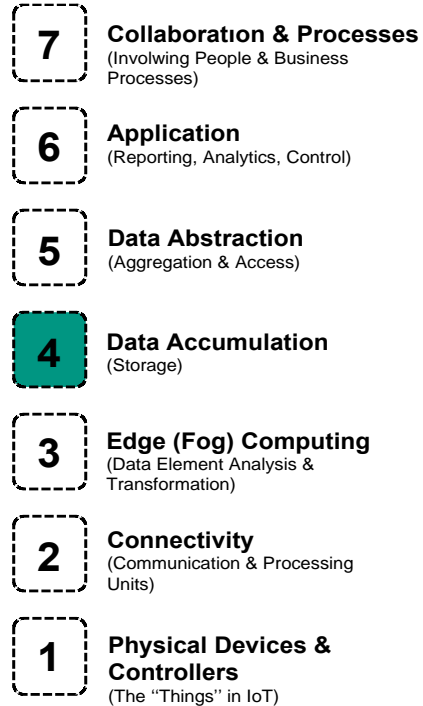 7
Collaboration & Processes
(Involving People & Business
Processes)
6
Application
(Reporting, Analytics, Control)
5
Data Abstraction
(Aggregation & Access)
4
Data Accumulation
(Storage)
3
Edge (Fog) Computing
(Data Element Analysis &
Transformation)
2
Connectivity
(Communication & Processing
Units)
1
Physical Devices &
Controllers
(The ‘‘Things’’ in IoT)